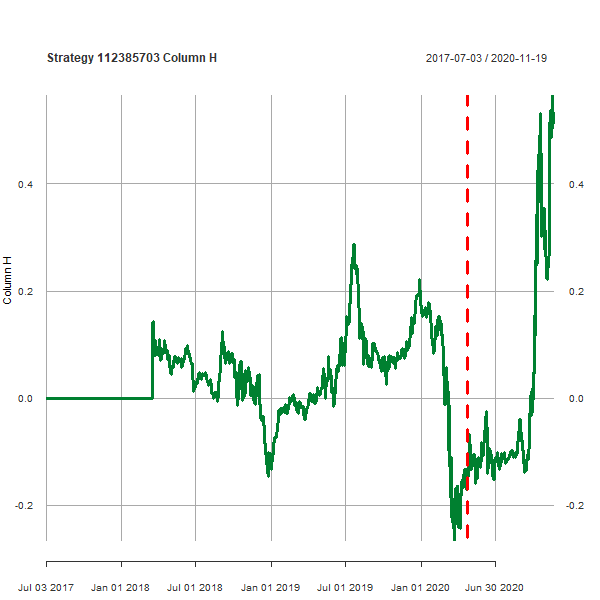 Strategy 112385703 Column H
2017-07-03 / 2020-11-19
0.4 0.4
0.2 0.2
0.0 0.0
-0.2 -0.2
Column H
Jul 03 2017 Jan 01 2018 Jul 01 2018 Jan 01 2019 Jul 01 2019 Jan 01 2020 Jun 30 2020